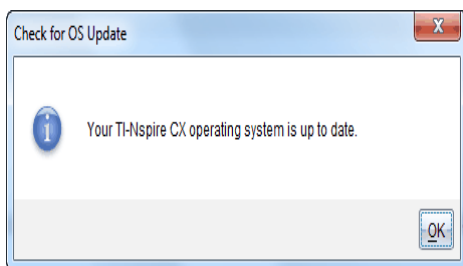 Check for OS Update
Your TI-Nspire CX operating system is up to date.
OK